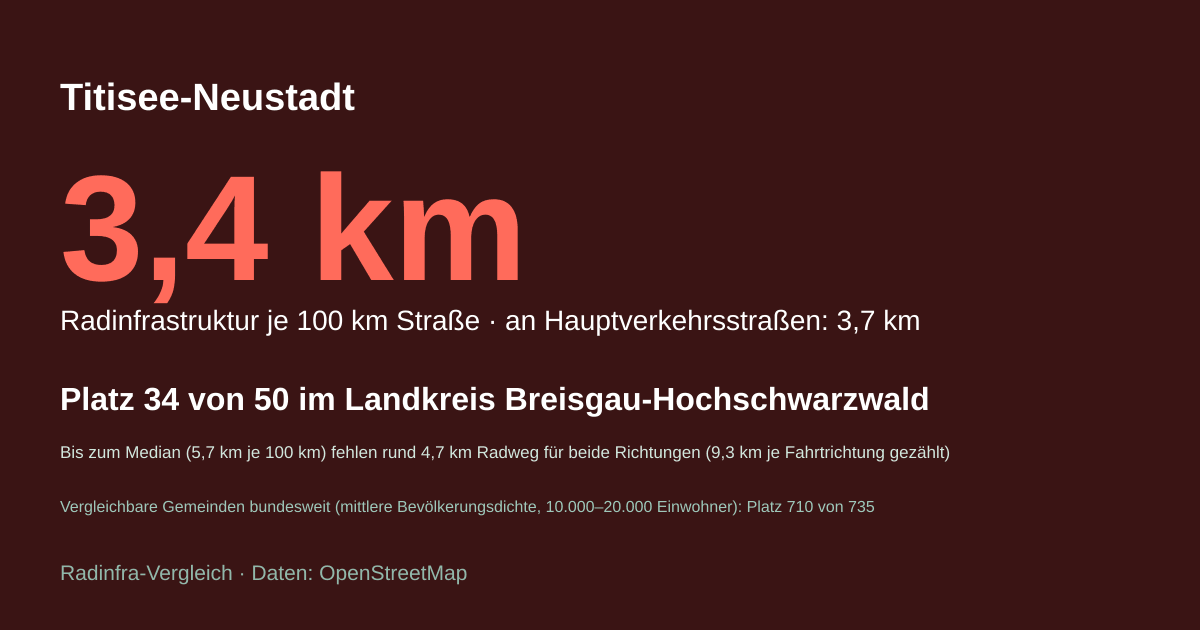 Titisee-Neustadt
3,4 km
Radinfrastruktur je 100 km Straße · an Hauptverkehrsstraßen: 3,7 km
Platz 34 von 50 im Landkreis Breisgau-Hochschwarzwald
Bis zum Median (5,7 km je 100 km) fehlen rund 4,7 km Radweg für beide Richtungen (9,3 km je Fahrtrichtung gezählt)
Vergleichbare Gemeinden bundesweit (mittlere Bevölkerungsdichte, 10.000–20.000 Einwohner): Platz 710 von 735
Radinfra-Vergleich · Daten: OpenStreetMap